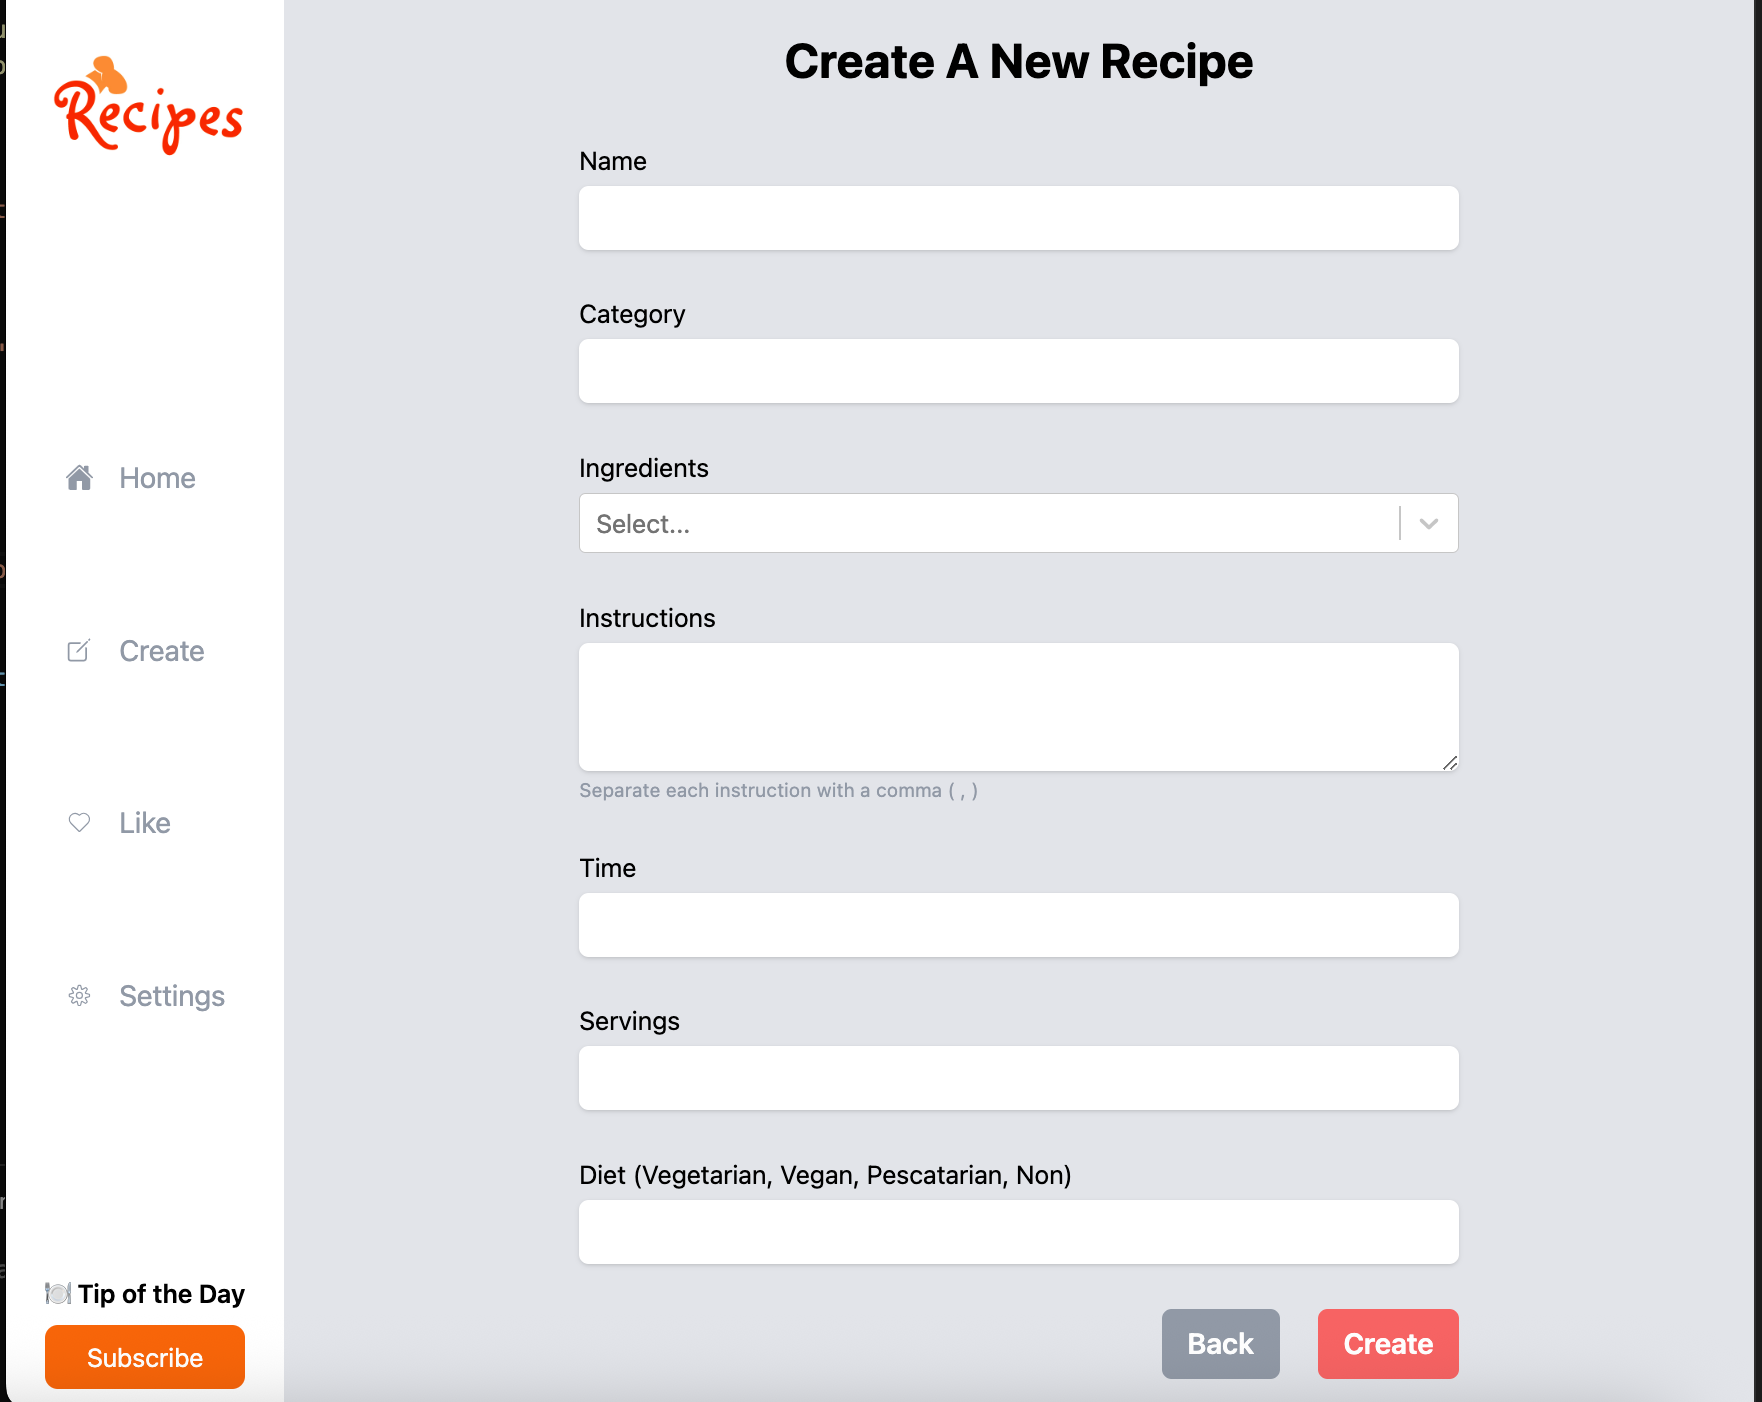 Recipes
Home
Create
Like
Settings
🍽 Tip of the Day
Subscribe
Create A New Recipe
Name
Category
Ingredients
Select...
Instructions
Separate each instruction with a comma ( , )
Time
Servings
Diet (Vegetarian, Vegan, Pescatarian, Non)
Back
Create